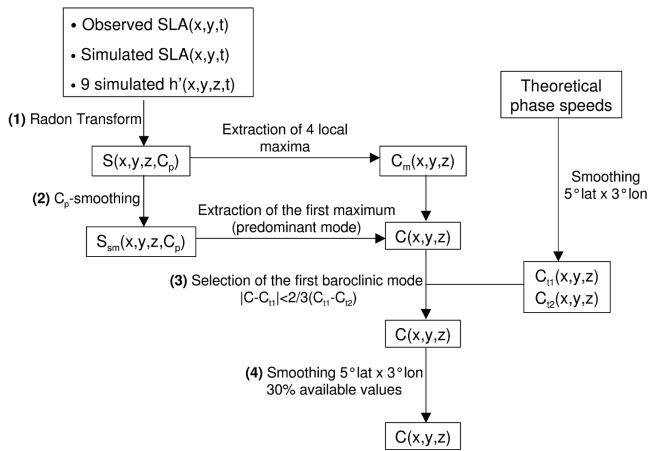 • Observed SLA(x,y,t)
• Simulated SLA(x,y,t)
• 9 simulated h'(x,y,z,t)
Theoretical
phase speeds
(1) Radon Transform
Extraction of 4 local
maxima
S(x,y,z,Cp)
Cm(x,y,z)
Smoothing
5°lat x 3°lon
(2) Cp-smoothing
Extraction of the first maximum
(predominant mode)
Ssm(x,y,z,Cp)
C(x,y,z)
(3) Selection of the first baroclinic mode
|C-Ct1|<2/3(Ct1-Ct2)
Ct1(x,y,z)
Ct2(x,y,z)
C(x,y,z)
(4) Smoothing 5°lat x 3°lon
30% available values
C(x,y,z)